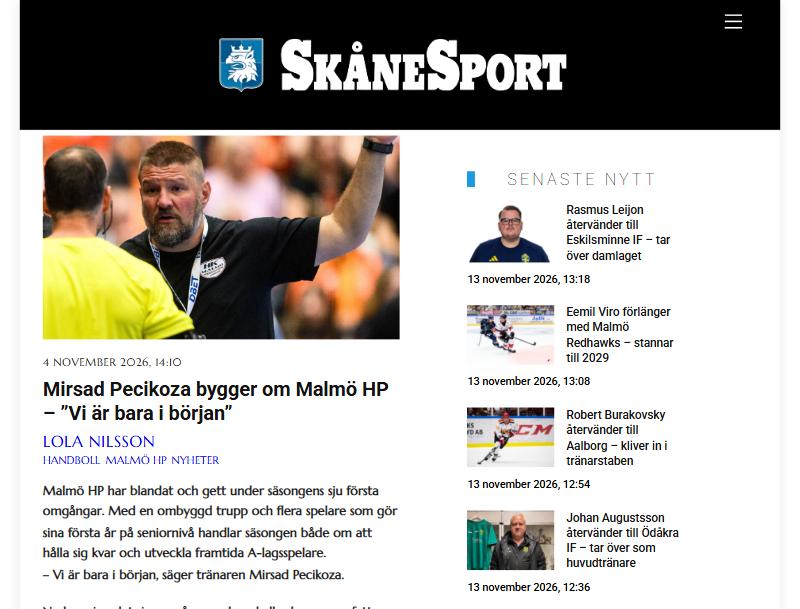 SKÅNESPORT
SENASTE NYTT
Rasmus Leijon
återvänder till
Eskilsminne IF – tar
över damlaget
13 november 2026, 13:18
Eemil Viro förlänger
med Malmö
Redhawks – stannar
till 2029
13 november 2026, 13:08
CM
Robert Burakovsky
återvänder till
Aalborg – kliver in i
tränarstaben
13 november 2026, 12:54
Johan Augustsson
återvänder till Ödåkra
IF – tar över som
huvudtränare
13 november 2026, 12:36
4 NOVEMBER 2026, 14:10
Mirsad Pecikoza bygger om Malmö HP
– ”Vi är bara i början”
LOLA NILSSON
HANDBOLL MALMÖ HP NYHETER
Malmö HP har blandat och gett under säsongens sju första
omgångar. Med en ombyggd trupp och flera spelare som gör
sina första år på seniornivå handlar säsongen både om att
hålla sig kvar och utveckla framtida A-lagsspelare.
– Vi är bara i början, säger tränaren Mirsad Pecikoza.